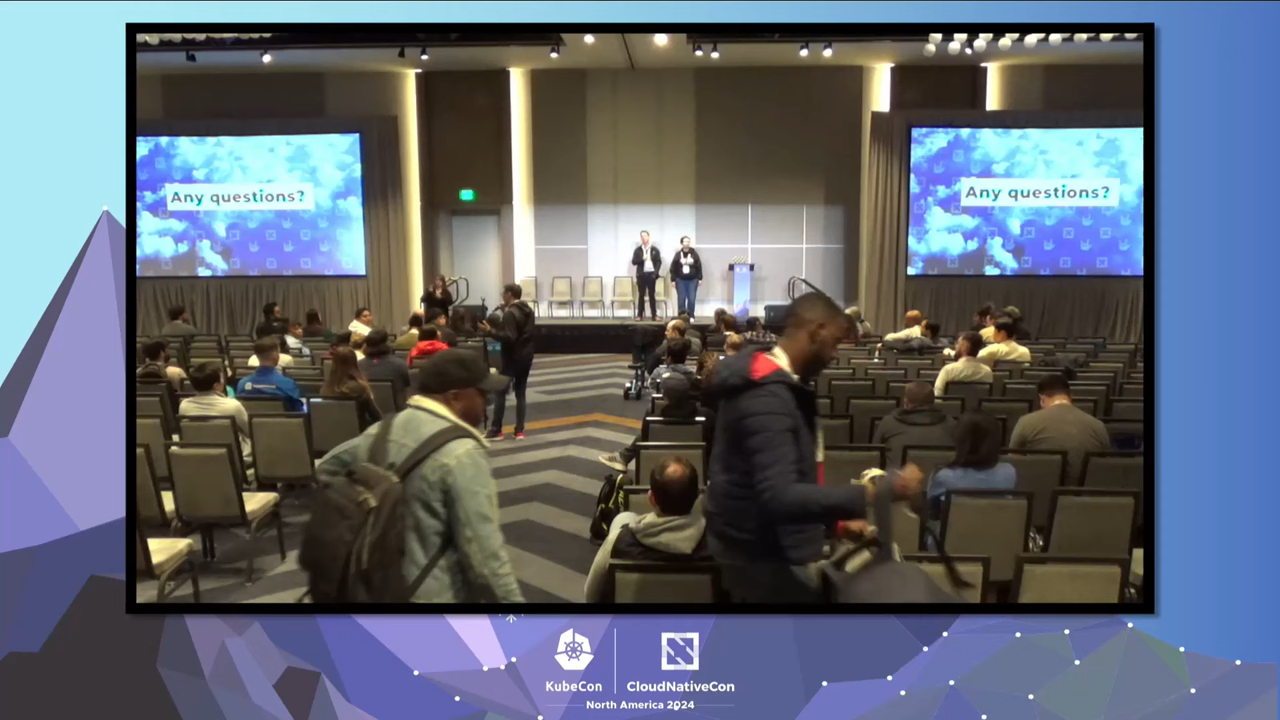 Any questions?
Any questions?
KubeCon
CloudNativeCon
North America 2024